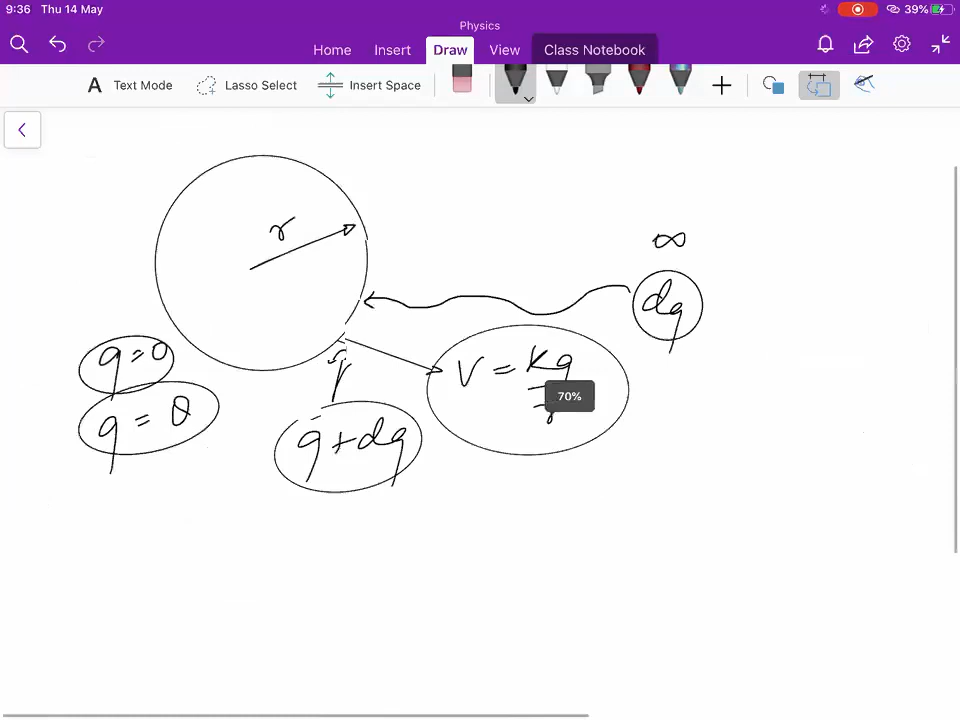 9:36 Thu 14 May
39%
Physics
Home Insert Draw View Class Notebook
A Text Mode Lasso Select Insert Space
r
∞
dq
q=0
V = kq
70%
r
q = Q
q
q+dq